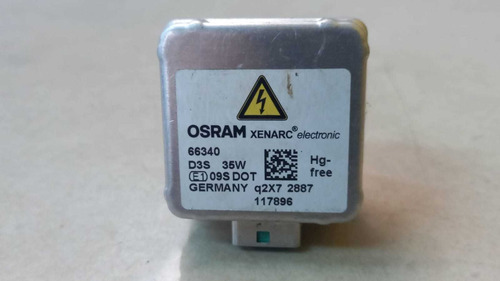 OSRAM XENARC® electronic
66340
D3S 35W
Hg-free
E1 09S DOT
GERMANY q2X7 2887
117896